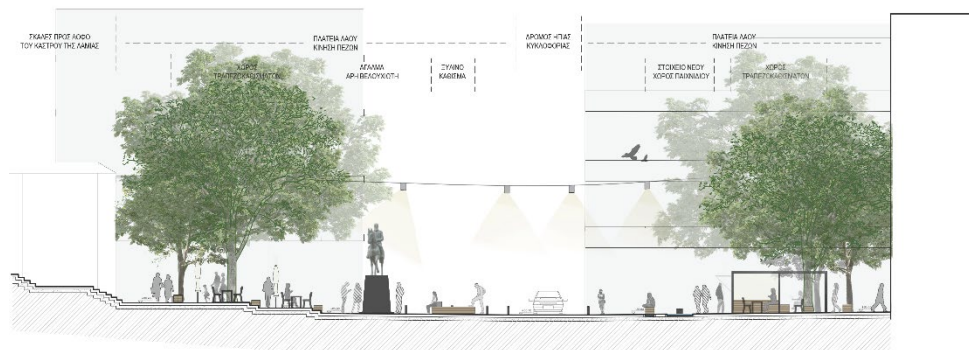 ΣΚΑΛΕΣ ΠΡΟΣ ΛΟΦΟ
ΤΟΥ ΚΑΣΤΡΟΥ ΤΗΣ ΛΑΜΙΑΣ
ΠΛΑΤΕΙΑ ΛΑΟΥ
ΚΙΝΗΣΗ ΠΕΖΩΝ
ΧΩΡΟΣ
ΤΡΑΠΕΖΟΚΑΘΙΣΜΑΤΩΝ
ΑΓΑΛΜΑ
ΑΡΗ ΒΕΛΟΥΧΙΩΤΗ
ΞΥΛΙΝΟ
ΚΑΘΙΣΜΑ
ΔΡΟΜΟΣ ΗΠΙΑΣ
ΚΥΚΛΟΦΟΡΙΑΣ
ΠΛΑΤΕΙΑ ΛΑΟΥ
ΚΙΝΗΣΗ ΠΕΖΩΝ
ΣΤΟΙΧΕΙΟ ΝΕΟΥ
ΧΩΡΟΣ ΠΑΙΧΝΙΔΙΟΥ
ΧΩΡΟΣ
ΤΡΑΠΕΖΟΚΑΘΙΣΜΑΤΩΝ